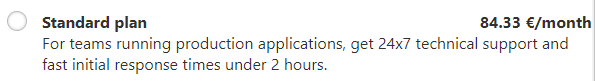 Standard plan 84.33 €/month
For teams running production applications, get 24x7 technical support and
fast initial response times under 2 hours.